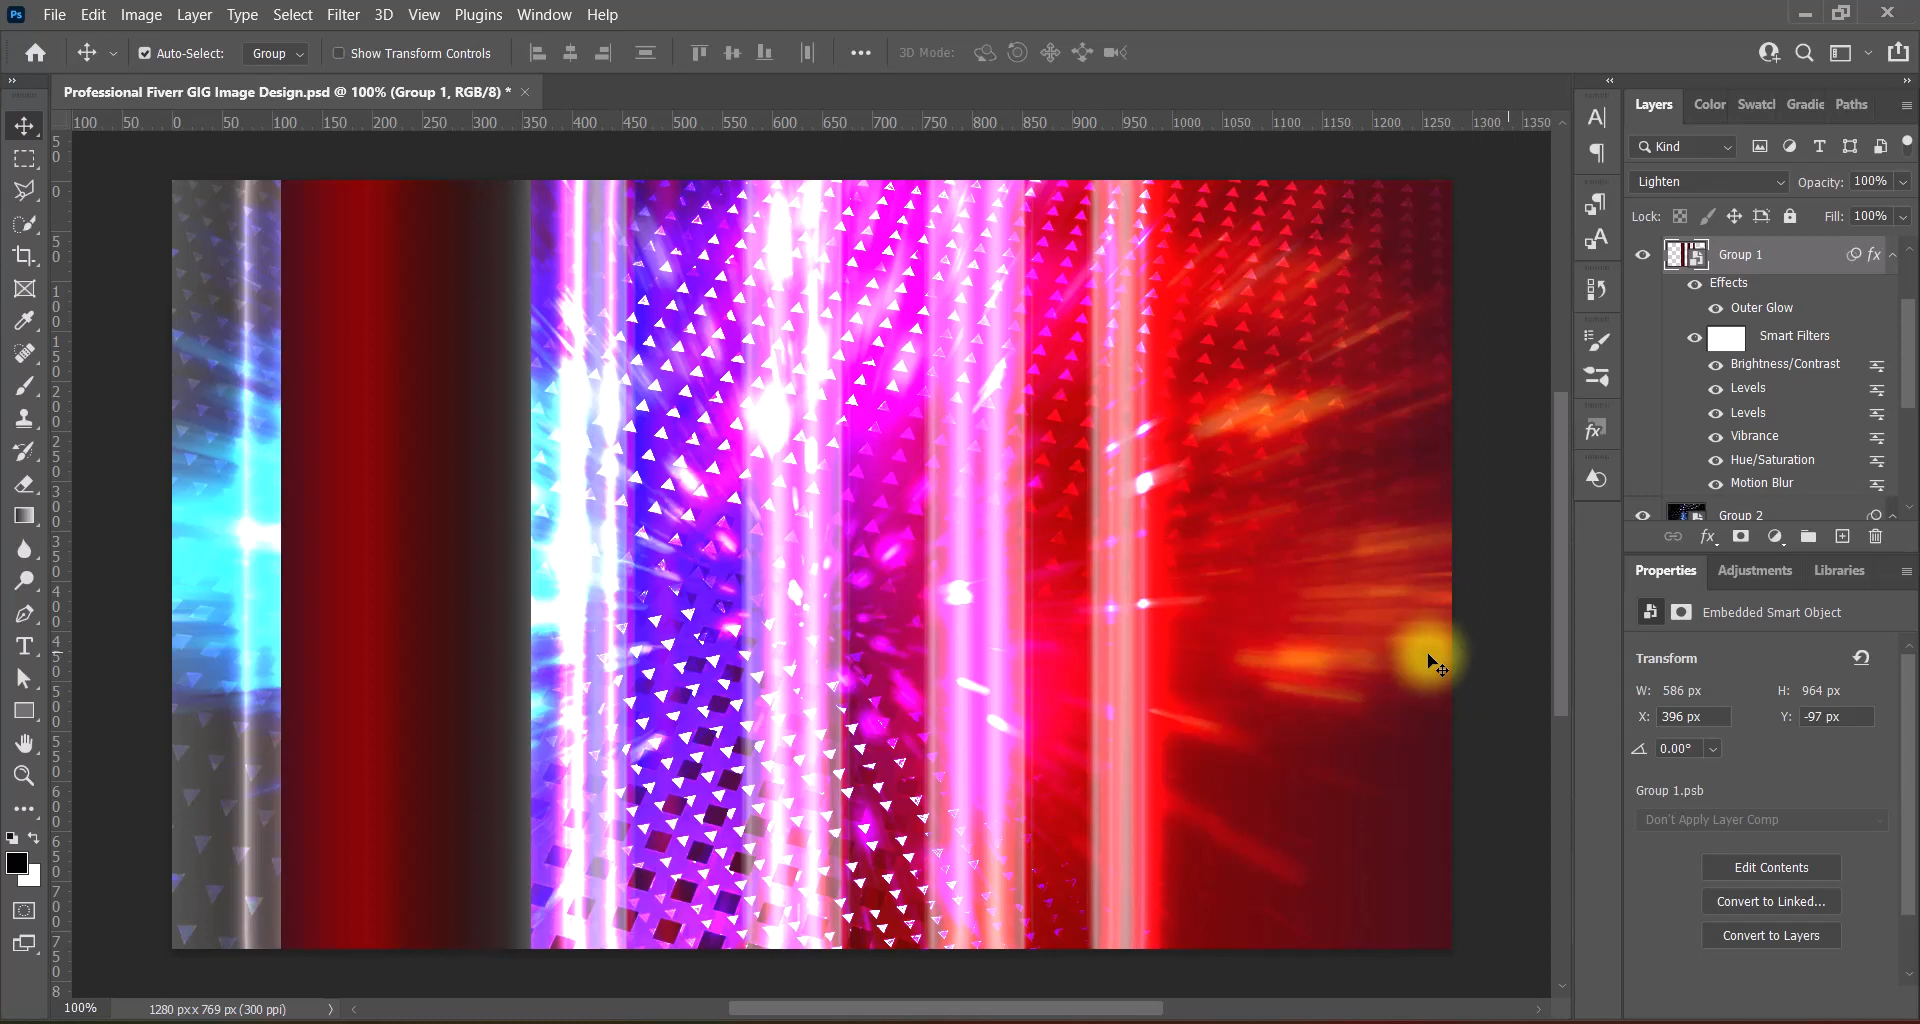 Ps File Edit Image Layer Type Select Filter 3D View Plugins Window Help
Auto-Select: Group Show Transform Controls 3D Mode:
Professional Fiverr GIG Image Design.psd @ 100% (Group 1, RGB/8) *
100 50 0 50 100 150 200 250 300 350 400 450 500 550 600 650 700 750 800 850 900 950 1000 1050 1100 1150 1200 1250 1300 1350
Layers Color Swatcl Gradie Paths
Kind
Lighten Opacity: 100%
Lock: Fill: 100%
Group 1 fx
Effects
Outer Glow
Smart Filters
Brightness/Contrast
Levels
Levels
Vibrance
Hue/Saturation
Motion Blur
Group 2
fx
Properties Adjustments Libraries
Embedded Smart Object
Transform
W: 586 px H: 964 px
X: 396 px Y: -97 px
0.00°
Group 1.psb
Don't Apply Layer Comp
Edit Contents
Convert to Linked...
Convert to Layers
100% 1280 px x 769 px (300 ppi)